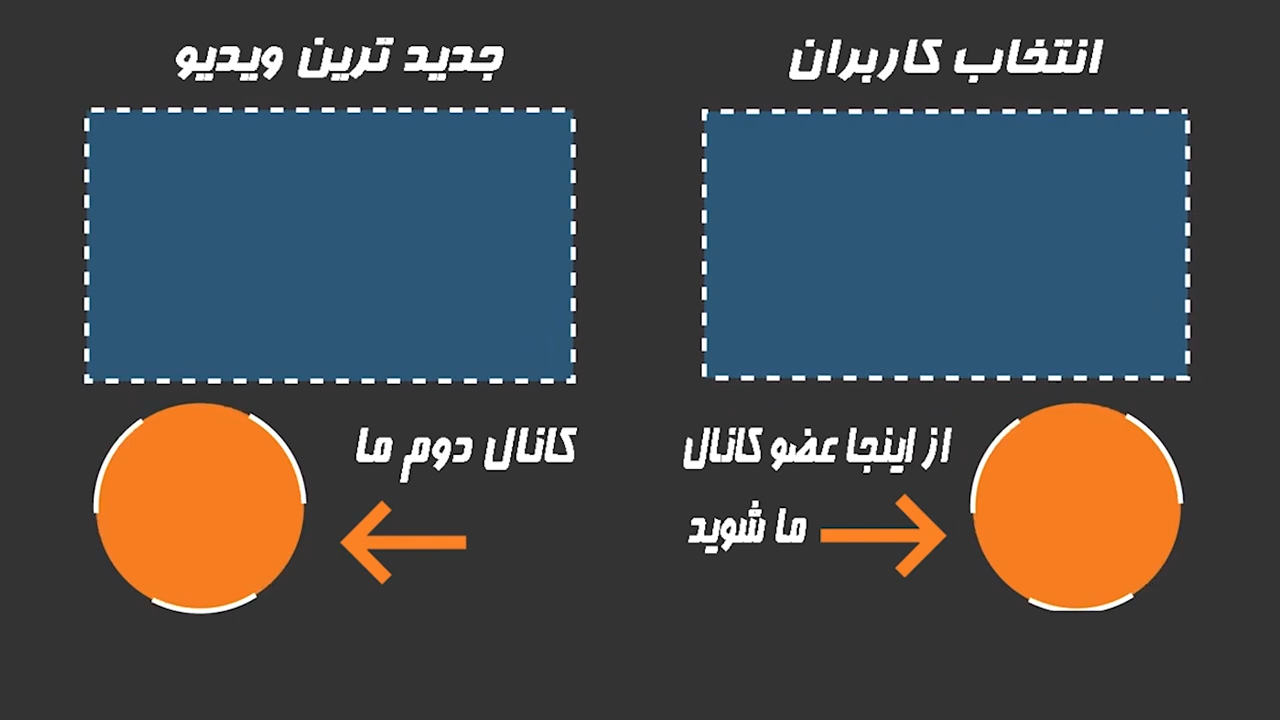 انتخاب کاربران
جدید ترین ویدیو
از اینجا عضو کانال
ما شوید
کانال دوم ما